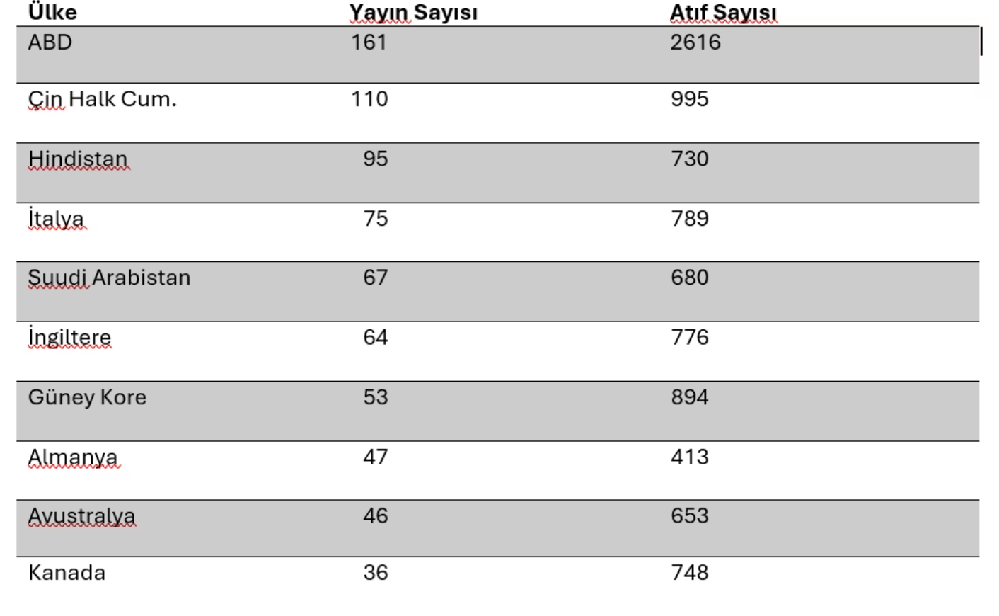 Ülke Yayın Sayısı Atıf Sayısı
ABD 161 2616
Çin Halk Cum. 110 995
Hindistan 95 730
İtalya 75 789
Suudi Arabistan 67 680
İngiltere 64 776
Güney Kore 53 894
Almanya 47 413
Avustralya 46 653
Kanada 36 748